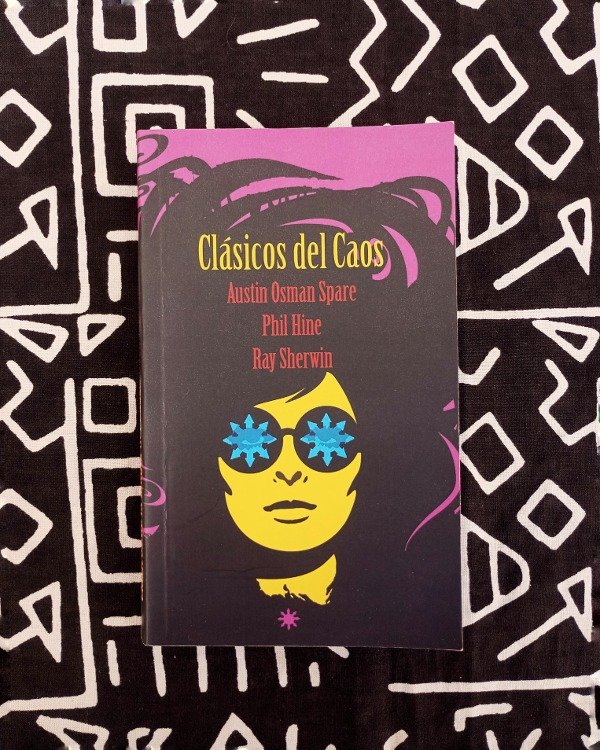 Clásicos del Caos
Austin Osman Spare
Phil Hine
Ray Sherwin